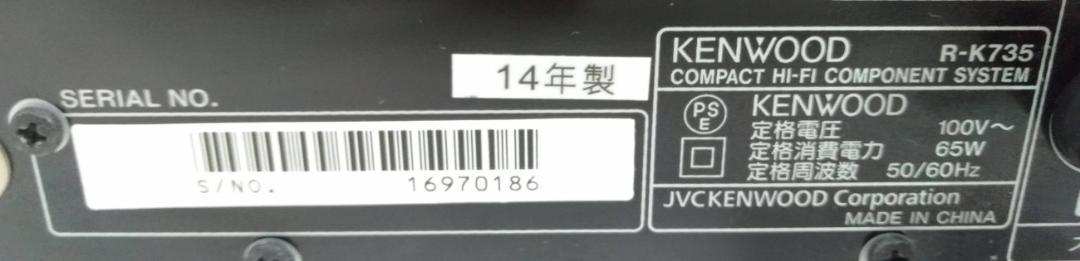 SERIAL NO.
S/NO. 16970186
14年製
KENWOOD R-K735
COMPACT HI-FI COMPONENT SYSTEM
PS
E
KENWOOD
定格電圧 100V～
定格消費電力 65W
定格周波数 50/60Hz
JVCKENWOOD Corporation
MADE IN CHINA